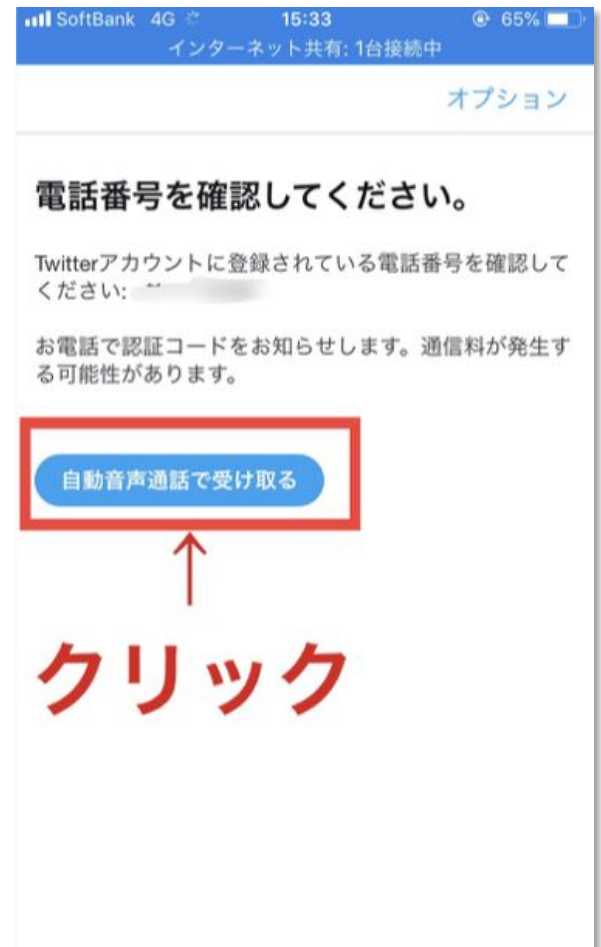 SoftBank 4G 15:33 65%
インターネット共有: 1台接続中
オプション
電話番号を確認してください。
Twitterアカウントに登録されている電話番号を確認して
ください:
お電話で認証コードをお知らせします。通信料が発生す
る可能性があります。
自動音声通話で受け取る
↑
クリック